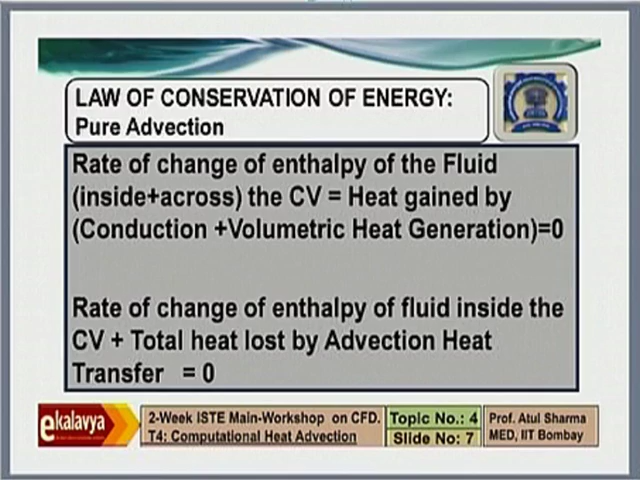 LAW OF CONSERVATION OF ENERGY:
Pure Advection
Rate of change of enthalpy of the Fluid
(inside+across) the CV = Heat gained by
(Conduction +Volumetric Heat Generation)=0
Rate of change of enthalpy of fluid inside the
CV + Total heat lost by Advection Heat
Transfer = 0
ekalavya
2-Week ISTE Main-Workshop on CFD.
T4: Computational Heat Advection
Topic No.: 4
Slide No: 7
Prof. Atul Sharma
MED, IIT Bombay